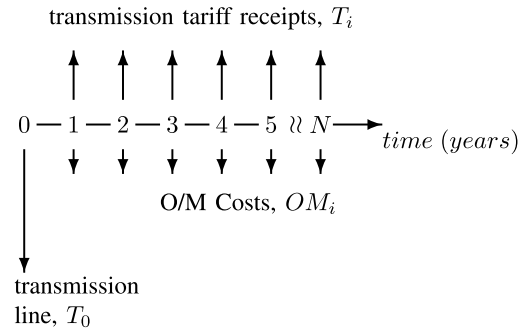 transmission tariff receipts, T_i
0 1 2 3 4 5 ≀≀ N
time (years)
O/M Costs, OM_i
transmission
line, T_0